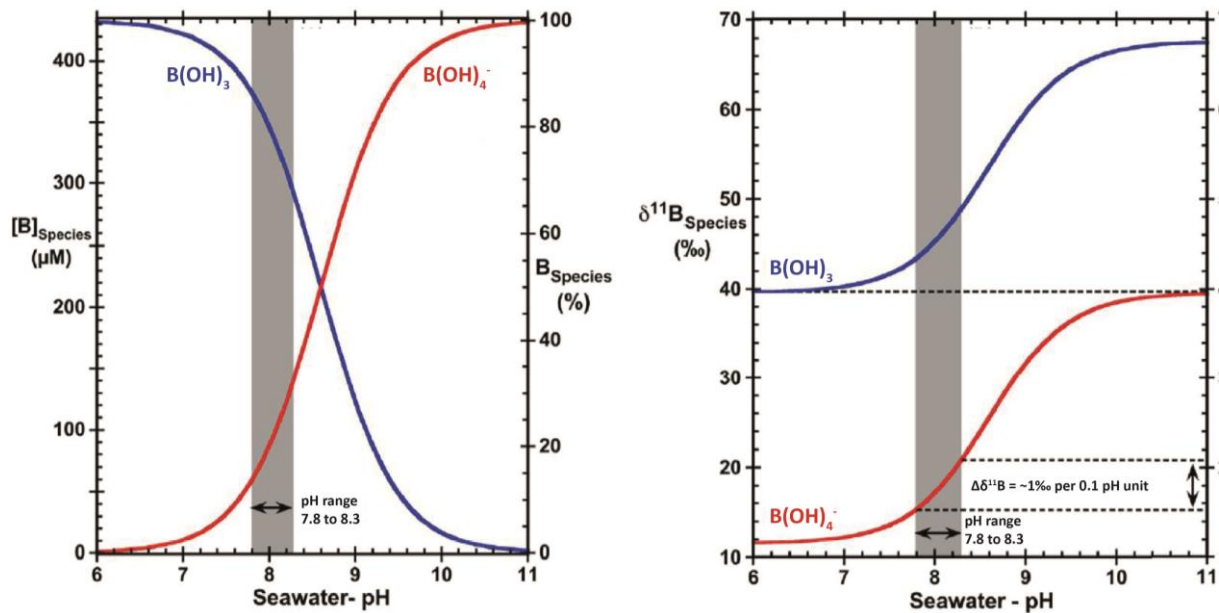 400
300
200
100
0
[B]Species
(μM)
B(OH)3
B(OH)4-
pH range
7.8 to 8.3
100
80
60
40
20
0
BSpecies
(%)
6 7 8 9 10 11
Seawater- pH
70
60
50
40
30
20
10
δ11BSpecies
(‰)
B(OH)3
B(OH)4-
Δδ11B = ~1‰ per 0.1 pH unit
pH range
7.8 to 8.3
6 7 8 9 10 11
Seawater - pH